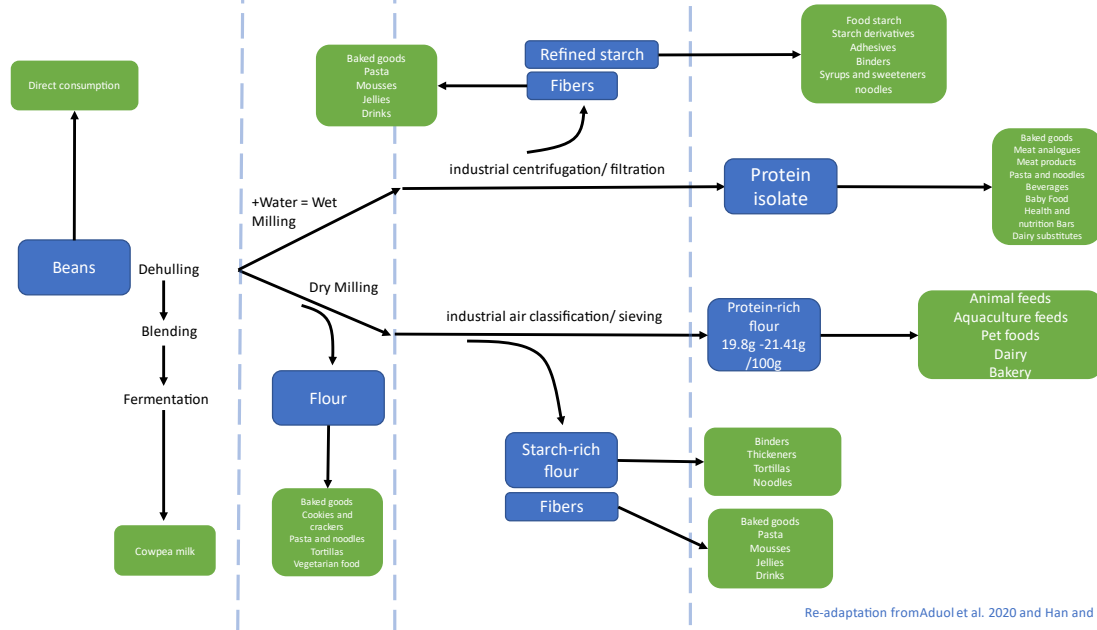 Direct consumption
Beans
Dehulling
Blending
Fermentation
Cowpea milk
+Water = Wet
Milling
Dry Milling
Flour
Baked goods
Cookies and
crackers
Pasta and noodles
Tortillas
Vegetarian food
Baked goods
Pasta
Mousses
Jellies
Drinks
Refined starch
Fibers
Food starch
Starch derivatives
Adhesives
Binders
Syrups and sweeteners
noodles
industrial centrifugation/ filtration
Protein
isolate
Baked goods
Meat analogues
Meat products
Pasta and noodles
Beverages
Baby Food
Health and
nutrition Bars
Dairy substitutes
industrial air classification/ sieving
Protein-rich
flour
19.8g -21.41g
/100g
Animal feeds
Aquaculture feeds
Pet foods
Dairy
Bakery
Starch-rich
flour
Fibers
Binders
Thickeners
Tortillas
Noodles
Baked goods
Pasta
Mousses
Jellies
Drinks
Re-adaptation fromAduol et al. 2020 and Han and